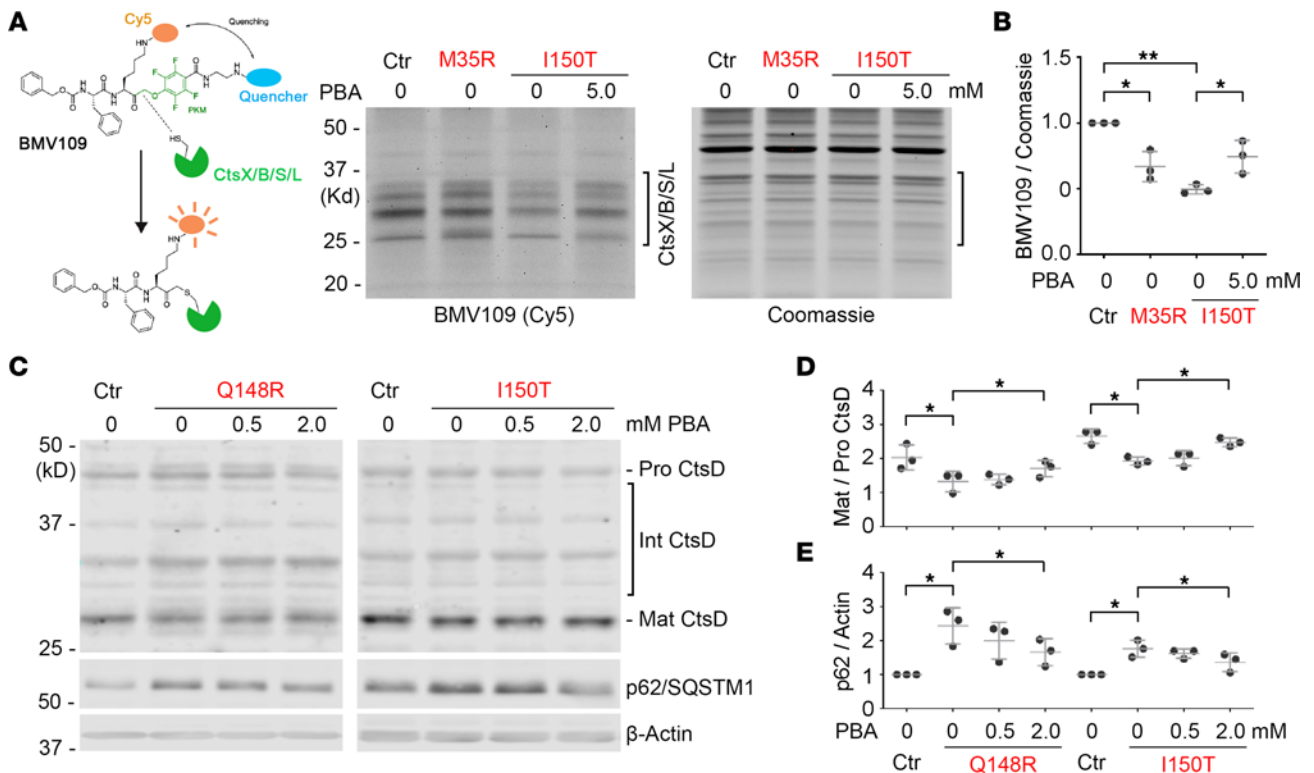 A
Cy5
Quenching
HN
O
H
N
O
N
H
O
O
O
F
F
F
F
PKM
O
N
H
H
N
Quencher
BMV109
HS
CtsX/B/S/L
HN
O
O
H
N
O
N
H
O
S
Ctr M35R I150T
PBA 0 0 0 5.0
50 -
37 -
(Kd)
25 -
20 -
CtsX/B/S/L
BMV109 (Cy5)
Ctr M35R I150T
0 0 0 5.0 mM
Coomassie
B
BMV109 / Coomassie
1.5
1.0
0
0.0
** 
* *
PBA 0 0 0 5.0 mM
Ctr M35R I150T
C
Ctr Q148R Ctr I150T
0 0 0.5 2.0 0 0 0.5 2.0 mM PBA
50 -
(kD)
37 -
25 -
50 -
37 -
- Pro CtsD
Int CtsD
- Mat CtsD
p62/SQSTM1
β-Actin
D
Mat / Pro CtsD
4
3
2
1
0
* * * *
E
p62 / Actin
4
3
2
1
0
* * * *
PBA 0 0 0.5 2.0 0 0 0.5 2.0 mM
Ctr Q148R Ctr I150T